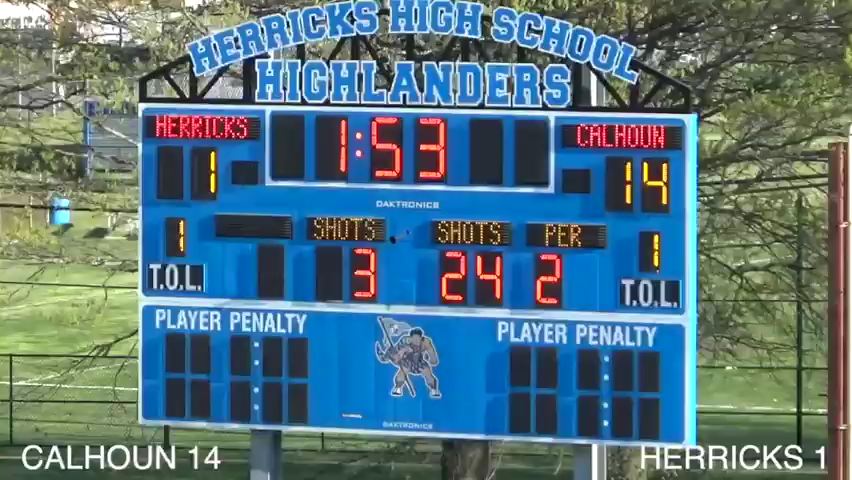 HERRICKS HIGH SCHOOL
HIGHLANDERS
HERRICKS 1:53 CALHOUN
1 14
DAKTRONICS
SHOTS SHOTS PER
1 3 24 2 1
T.O.L. T.O.L.
PLAYER PENALTY PLAYER PENALTY
DAKTRONICS
CALHOUN 14 HERRICKS 1